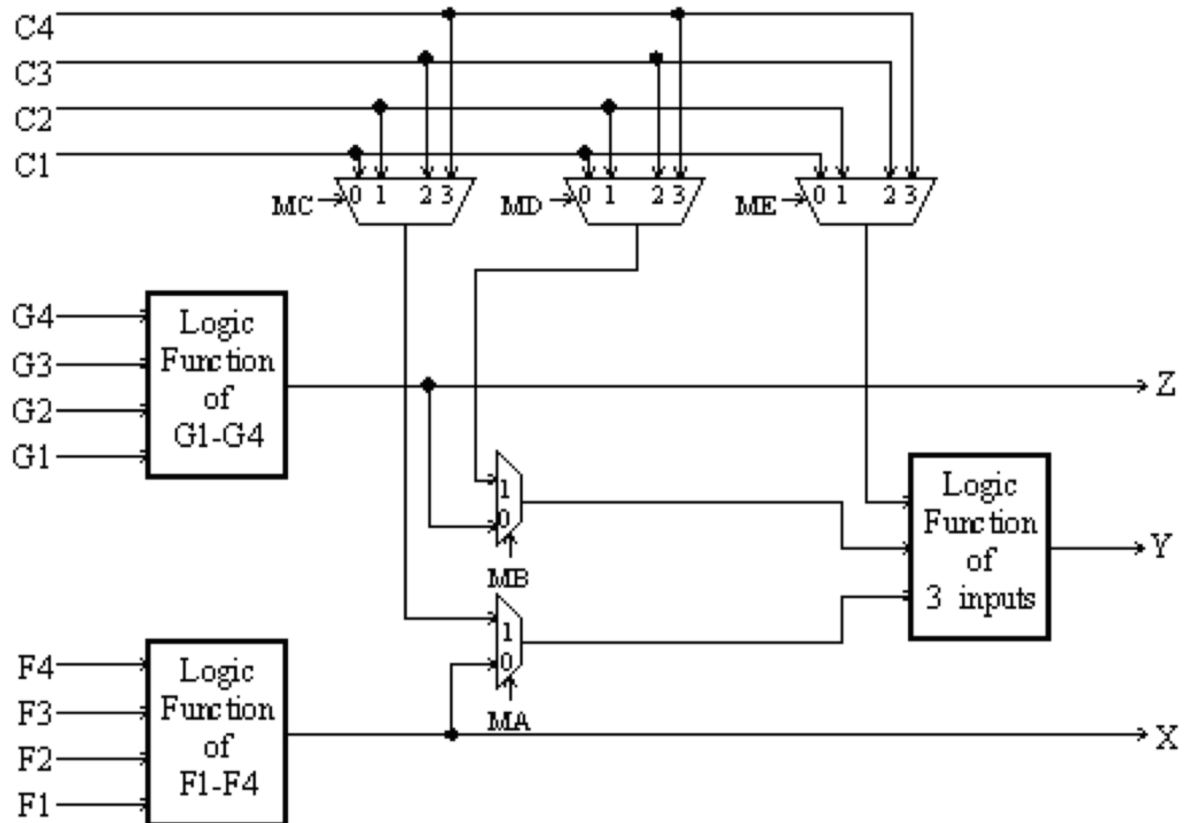 C4
C3
C2
C1
MC 0 1 2 3
MD 0 1 2 3
ME 0 1 2 3
G4
G3
G2
G1
Logic
Function
of
G1-G4
Z
1
0
MB
Logic
Function
of
3 inputs
Y
1
0
MA
F4
F3
F2
F1
Logic
Function
of
F1-F4
X